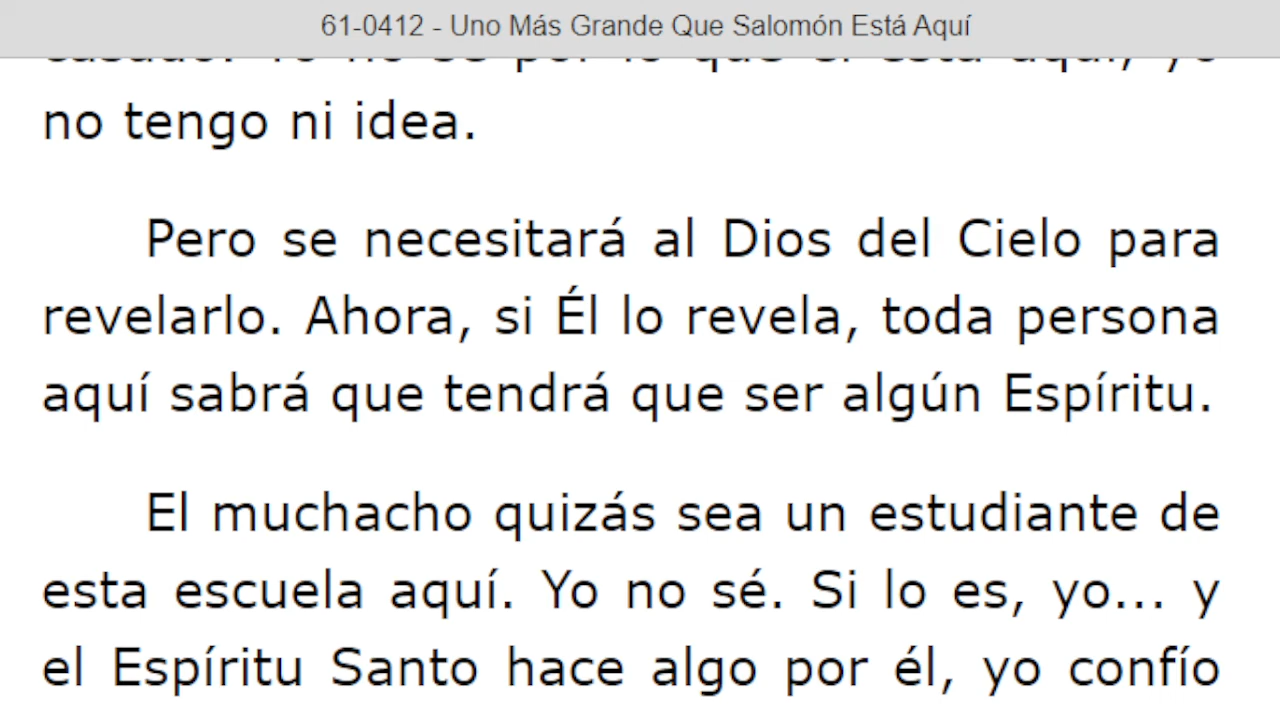 61-0412 - Uno Más Grande Que Salomón Está Aquí
no tengo ni idea.
Pero se necesitará al Dios del Cielo para
revelarlo. Ahora, si Él lo revela, toda persona
aquí sabrá que tendrá que ser algún Espíritu.
El muchacho quizás sea un estudiante de
esta escuela aquí. Yo no sé. Si lo es, yo... y
el Espíritu Santo hace algo por él, yo confío